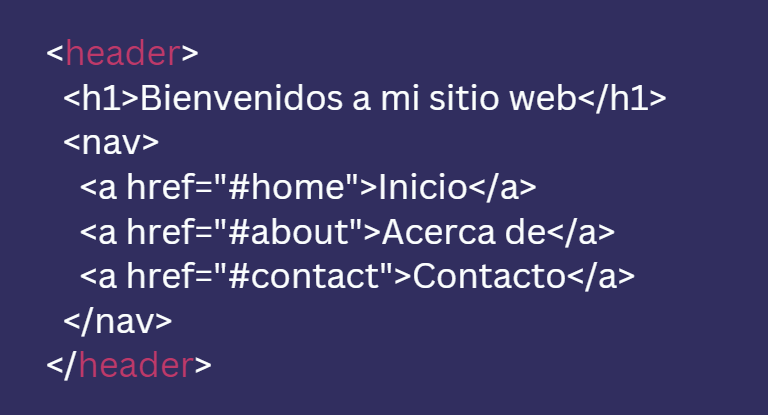 <header>
<h1>Bienvenidos a mi sitio web</h1>
<nav>
<a href="#home">Inicio</a>
<a href="#about">Acerca de</a>
<a href="#contact">Contacto</a>
</nav>
</header>